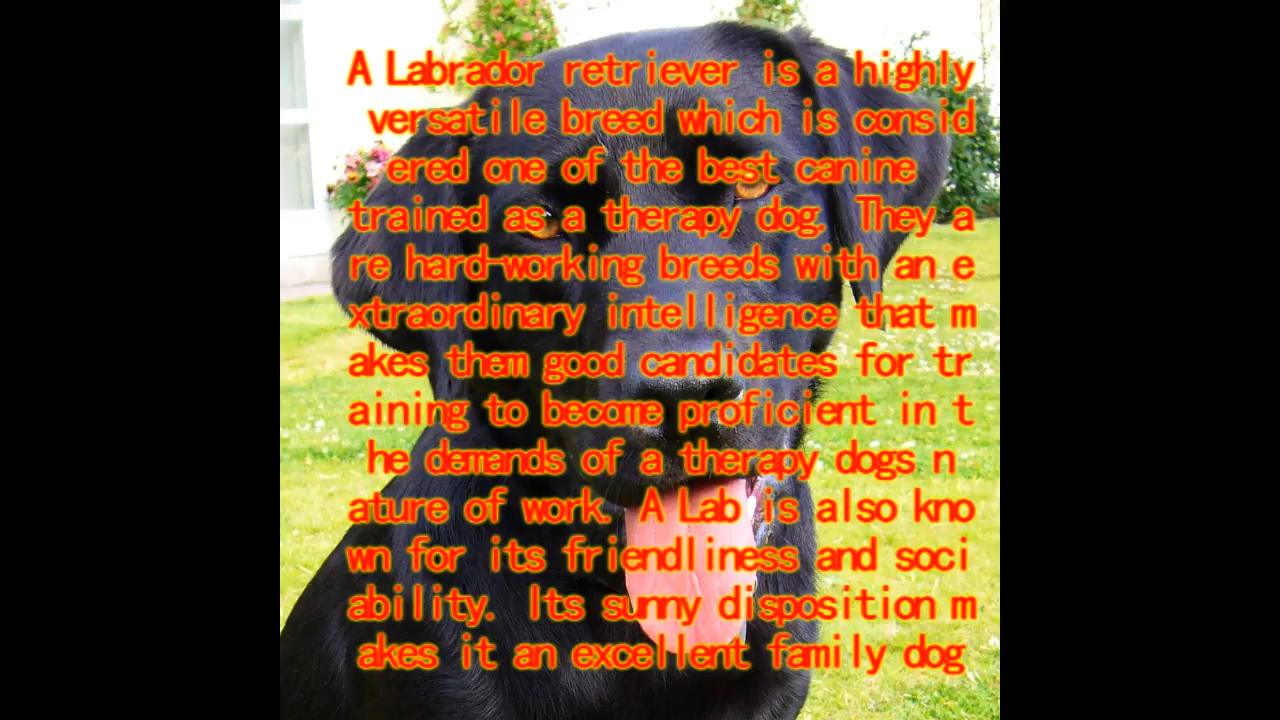 A Labrador retriever is a highly
versatile breed which is consid
ered one of the best canine
trained as a therapy dog. They a
re hard-working breeds with an e
xtraordinary intelligence that m
akes them good candidates for tr
aining to become proficient in t
he demands of a therapy dogs n
ature of work. A Lab is also kno
wn for its friendliness and soci
ability. Its sunny disposition m
akes it an excellent family dog